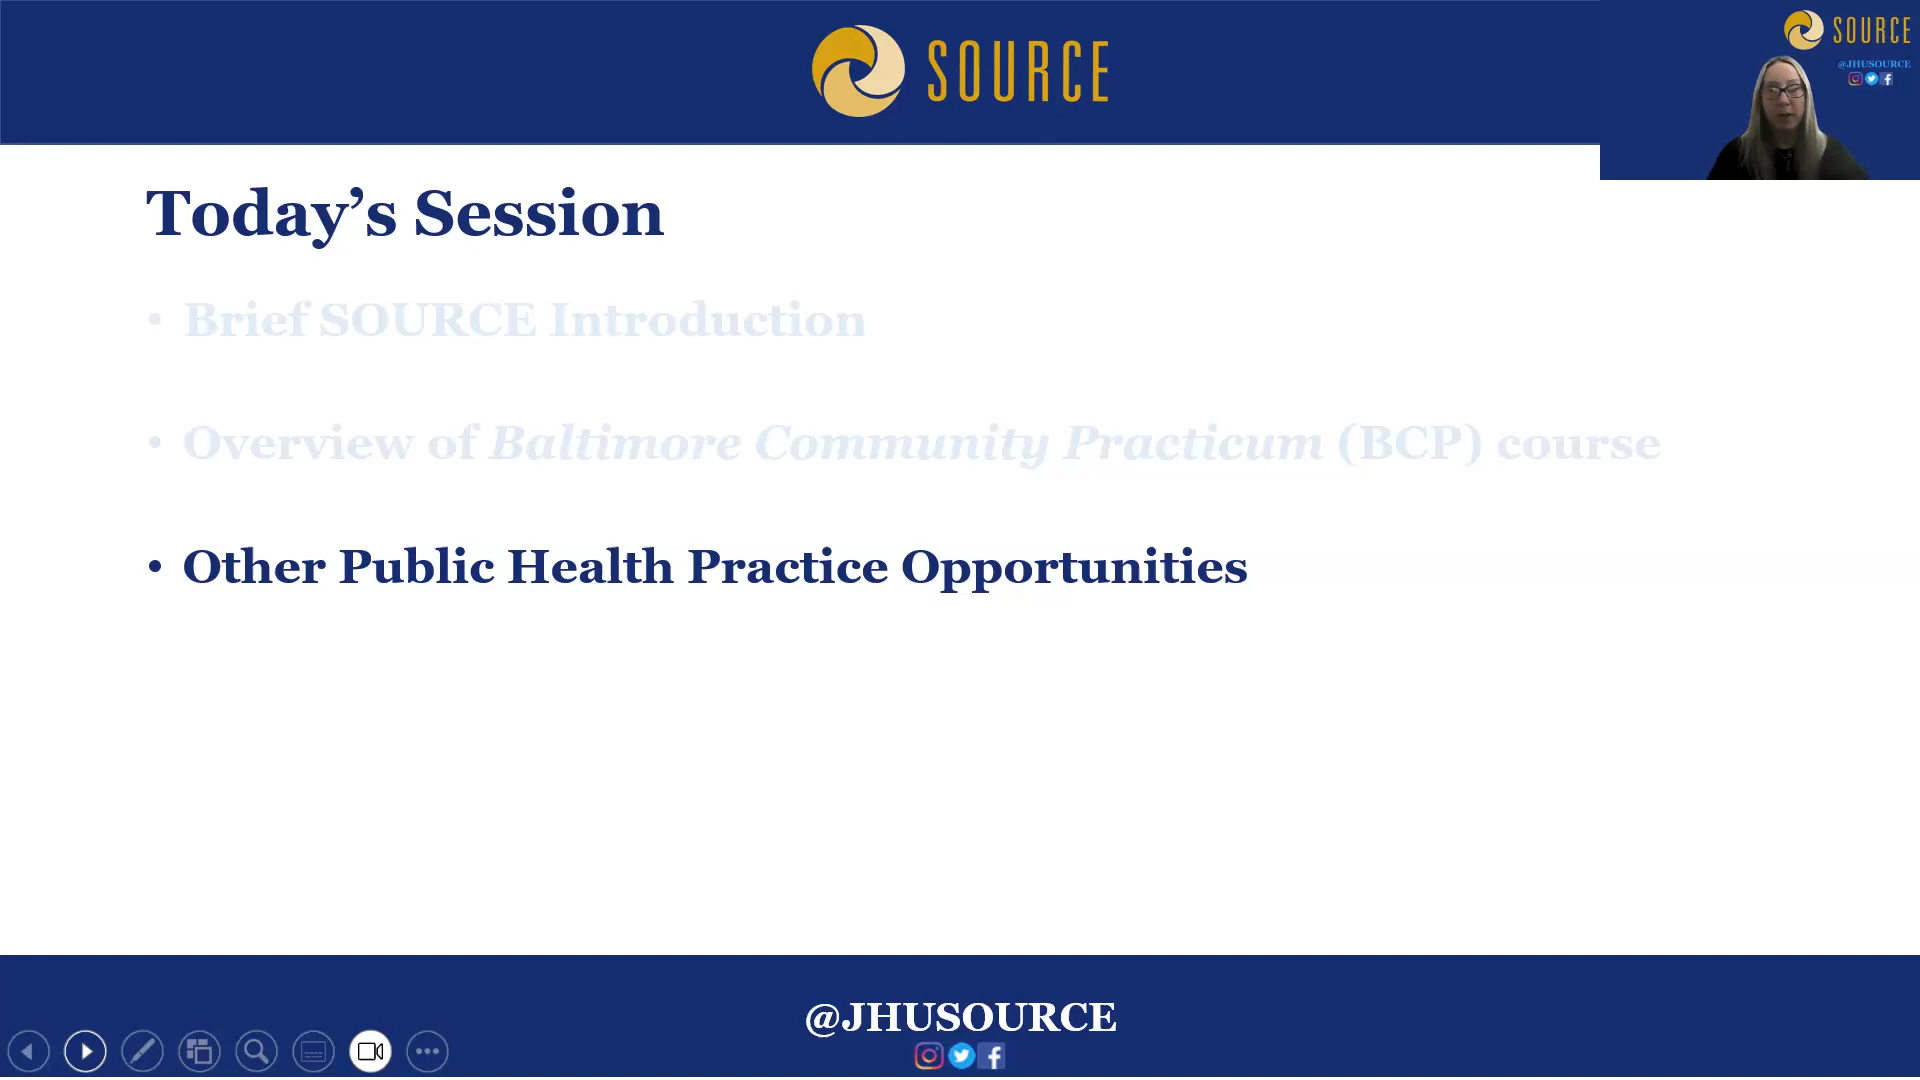 SOURCE
SOURCE
@JHUSOURCE
Today’s Session
• Brief SOURCE Introduction
• Overview of Baltimore Community Practicum (BCP) course
• Other Public Health Practice Opportunities
@JHUSOURCE